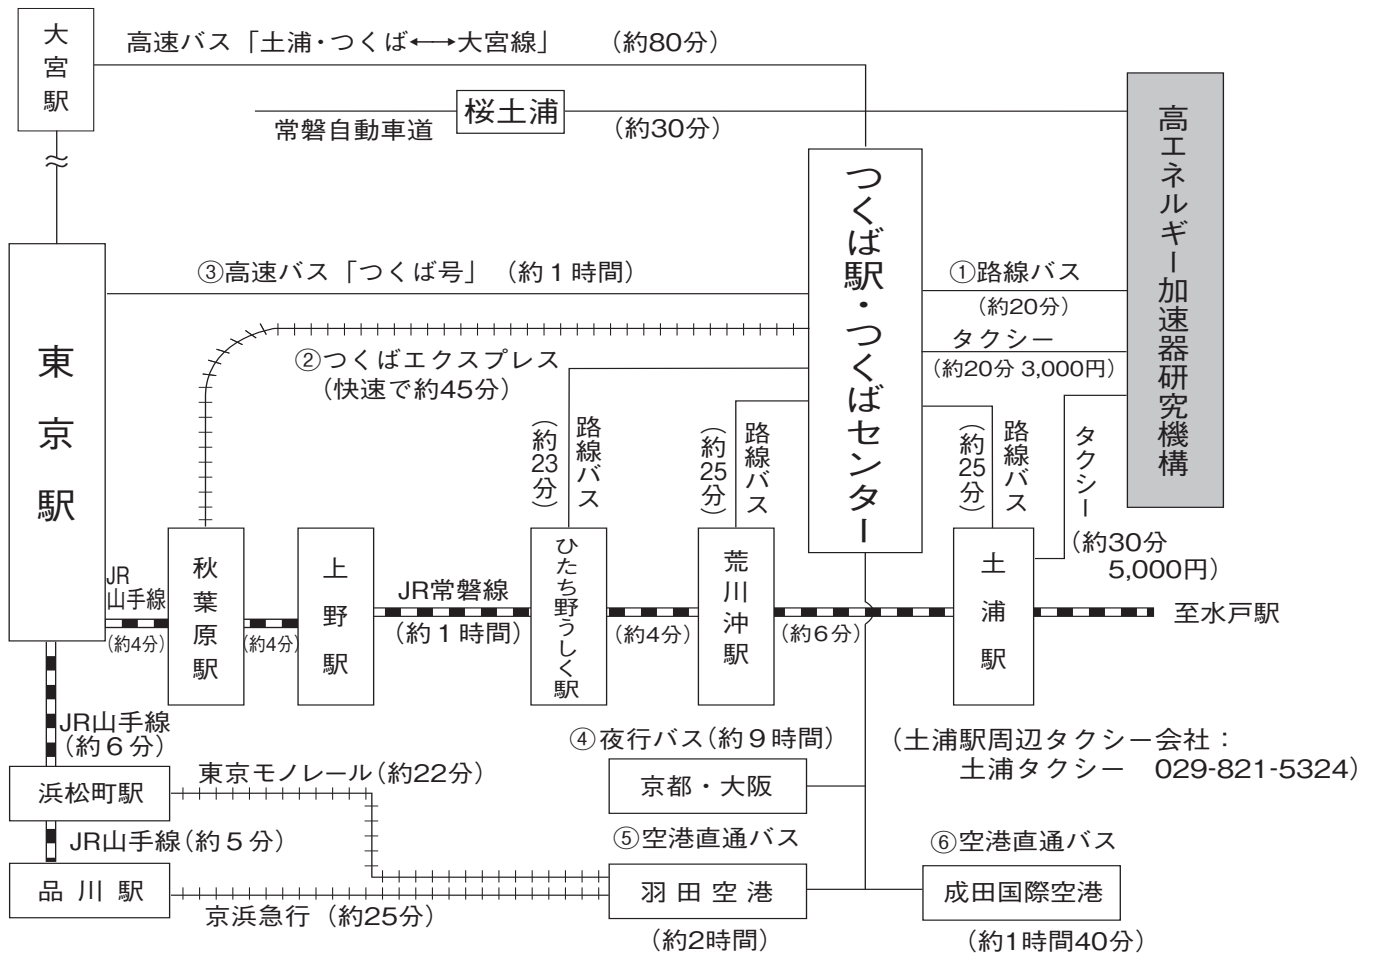 大宮駅
高速バス「土浦・つくば←→大宮線」 (約80分)
桜土浦
常磐自動車道
(約30分)
高エネルギー加速器研究機構
つくば駅・つくばセンター
東京駅
③高速バス「つくば号」 (約1時間)
①路線バス
(約20分)
タクシー
(約20分 3,000円)
②つくばエクスプレス
(快速で約45分)
路線バス
(約23分)
路線バス
(約25分)
路線バス
(約25分)
タクシー
(約30分
5,000円)
JR
山手線
(約4分)
秋葉原駅
(約4分)
上野駅
JR常磐線
(約1時間)
ひたち野うしく駅
(約4分)
荒川沖駅
(約6分)
土浦駅
至水戸駅
JR山手線
(約6分)
④夜行バス(約9時間)
(土浦駅周辺タクシー会社:
土浦タクシー 029-821-5324)
東京モノレール(約22分)
浜松町駅
京都・大阪
JR山手線(約5分)
⑤空港直通バス
⑥空港直通バス
品川駅
羽田空港
成田国際空港
京浜急行 (約25分)
(約2時間)
(約1時間40分)